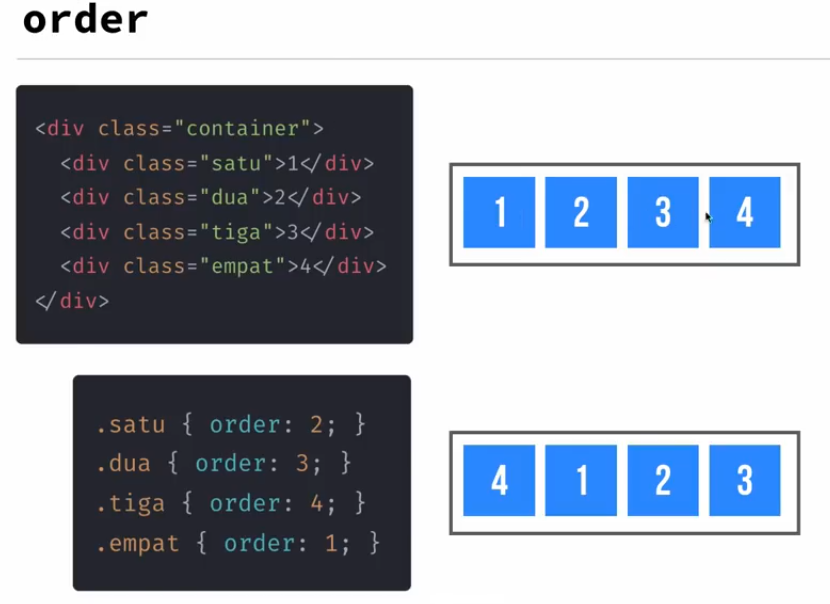 order
<div class="container">
<div class="satu">1</div>
<div class="dua">2</div>
<div class="tiga">3</div>
<div class="empat">4</div>
</div>
1 2 3 4
.satu { order: 2; }
.dua { order: 3; }
.tiga { order: 4; }
.empat { order: 1; }
4 1 2 3